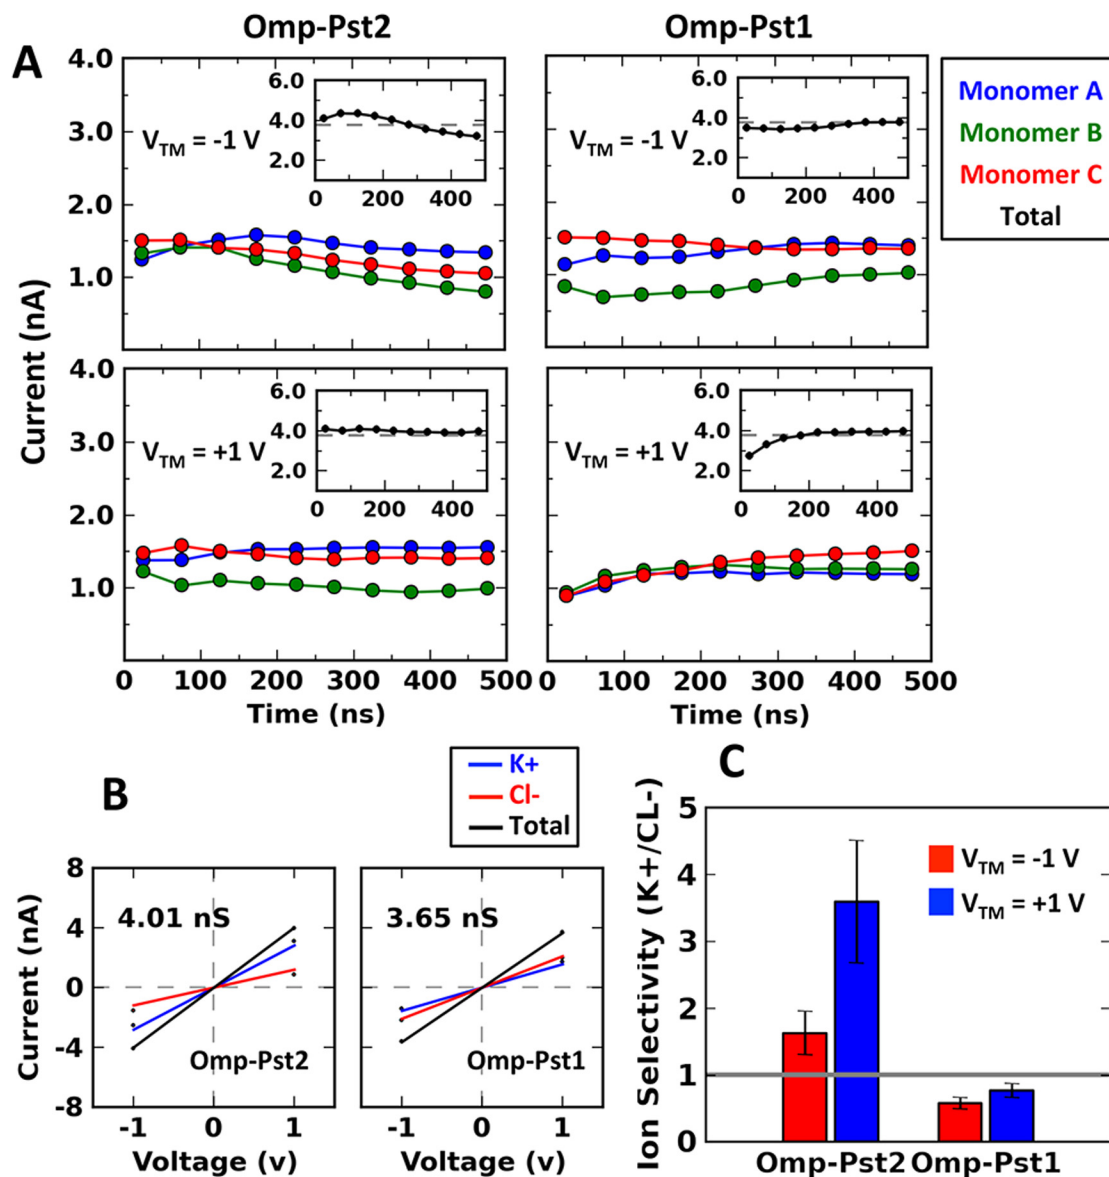 Omp-Pst2
Omp-Pst1
A
Monomer A
Monomer B
Monomer C
Total
Current (nA)
4.0
3.0
2.0
1.0
V_TM = -1 V
6.0
4.0
2.0
0 200 400
V_TM = -1 V
6.0
4.0
2.0
0 200 400
4.0
3.0
2.0
1.0
V_TM = +1 V
6.0
4.0
2.0
0 200 400
V_TM = +1 V
6.0
4.0
2.0
0 200 400
0 100 200 300 400 500
Time (ns)
0 100 200 300 400 500
Time (ns)
B
K+
Cl-
Total
Current (nA)
4
0
-4
-8
4.01 nS
Omp-Pst2
-1 0 1
Voltage (v)
3.65 nS
Omp-Pst1
-1 0 1
Voltage (v)
C
Ion Selectivity (K+/CL-)
5
4
3
2
1
0
V_TM = -1 V
V_TM = +1 V
Omp-Pst2 Omp-Pst1